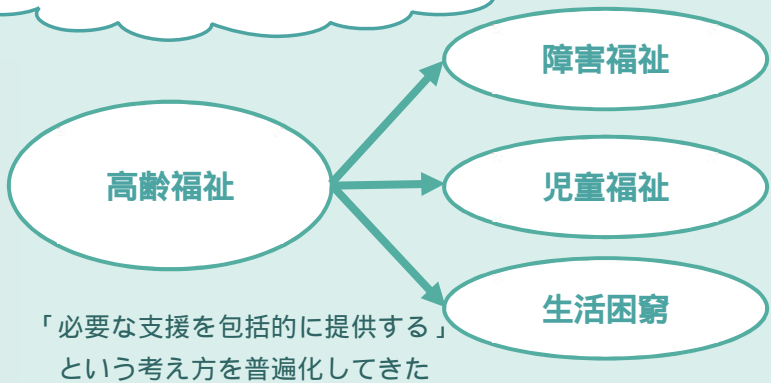 障害福祉
高齢福祉
児童福祉
生活困窮
「必要な支援を包括的に提供する」
という考え方を普遍化してきた